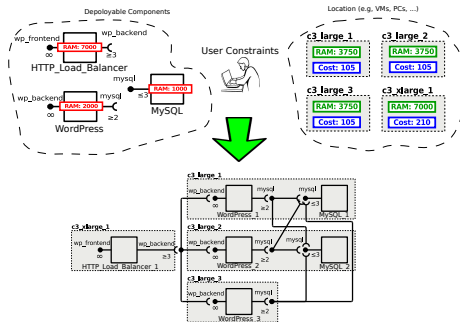 Depoloyable Components
wp_frontend
wp_backend
RAM: 7000
∞
≥3
HTTP_Load_Balancer
mysql
wp_backend
mysql
RAM: 1000
RAM: 2000
≤3
∞
≥2
MySQL
WordPress
User Constraints
Location (e.g, VMs, PCs, ...)
c3_large_1
c3_large_2
RAM: 3750
RAM: 3750
Cost: 105
Cost: 105
c3_large_3
c3_xlarge_1
RAM: 3750
RAM: 7000
Cost: 105
Cost: 210
c3_large_1
wp_backend
mysql
mysql
∞
≥2
≤3
WordPress_1
MySQL_1
c3_xlarge_1
wp_frontend
wp_backend
∞
≥3
HTTP_Load_Balancer_1
c3_large_2
wp_backend
mysql
mysql
∞
≥2
≤3
WordPress_2
MySQL_2
c3_large_3
wp_backend
mysql
∞
≥2
WordPress_3